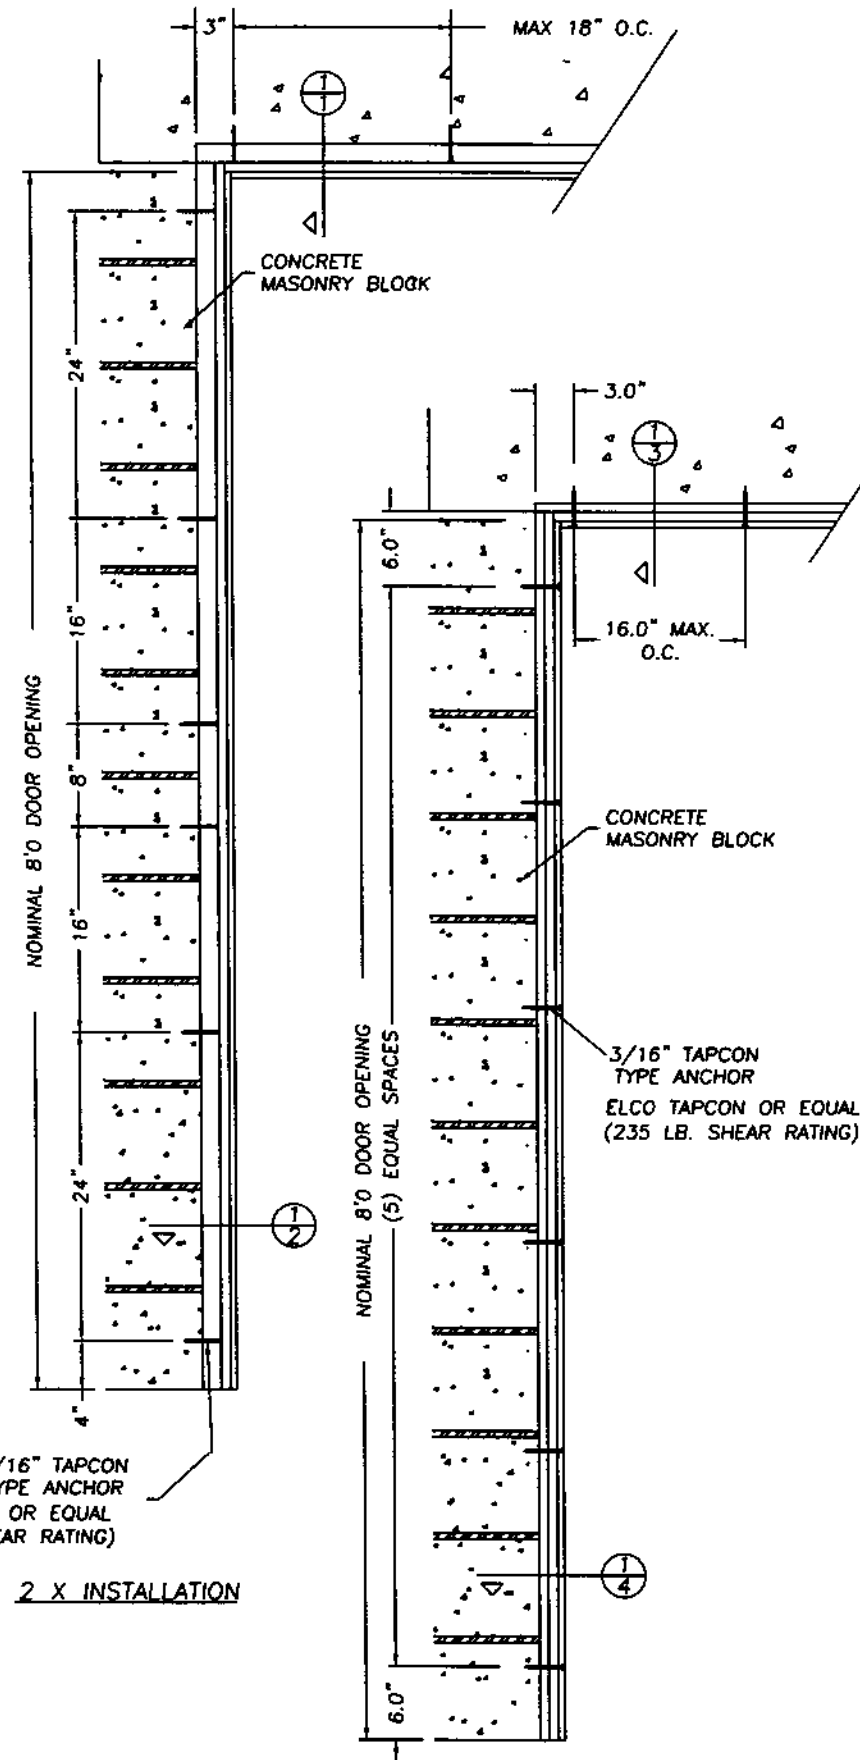 3"
MAX 18" O.C.
1
1
CONCRETE
MASONRY BLOCK
24"
3.0"
1
3
6.0"
16"
16.0" MAX.
O.C.
NOMINAL 8'0 DOOR OPENING
8"
CONCRETE
MASONRY BLOCK
16"
3/16" TAPCON
TYPE ANCHOR
ELCO TAPCON OR EQUAL
(235 LB. SHEAR RATING)
NOMINAL 8'0 DOOR OPENING
(5) EQUAL SPACES
24"
1
2
4"
/16" TAPCON
YPE ANCHOR
OR EQUAL
EAR RATING)
2 X INSTALLATION
1
4
6.0"